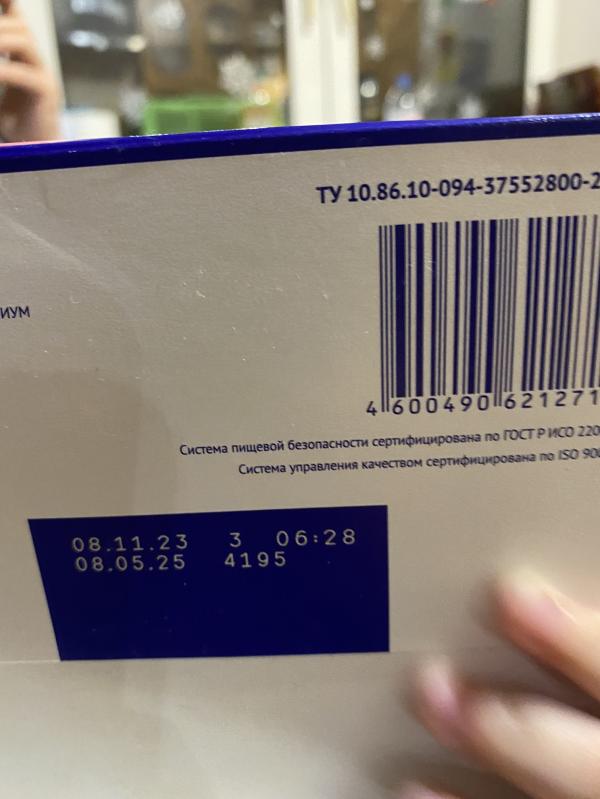 ТУ 10.86.10-094-37552800-2
ИУМ
4 600490 621271
Система пищевой безопасности сертифицирована по ГОСТ Р ИСО 220
Система управления качеством сертифицирована по ISO 900
08.11.23 3 06:28
08.05.25 4195